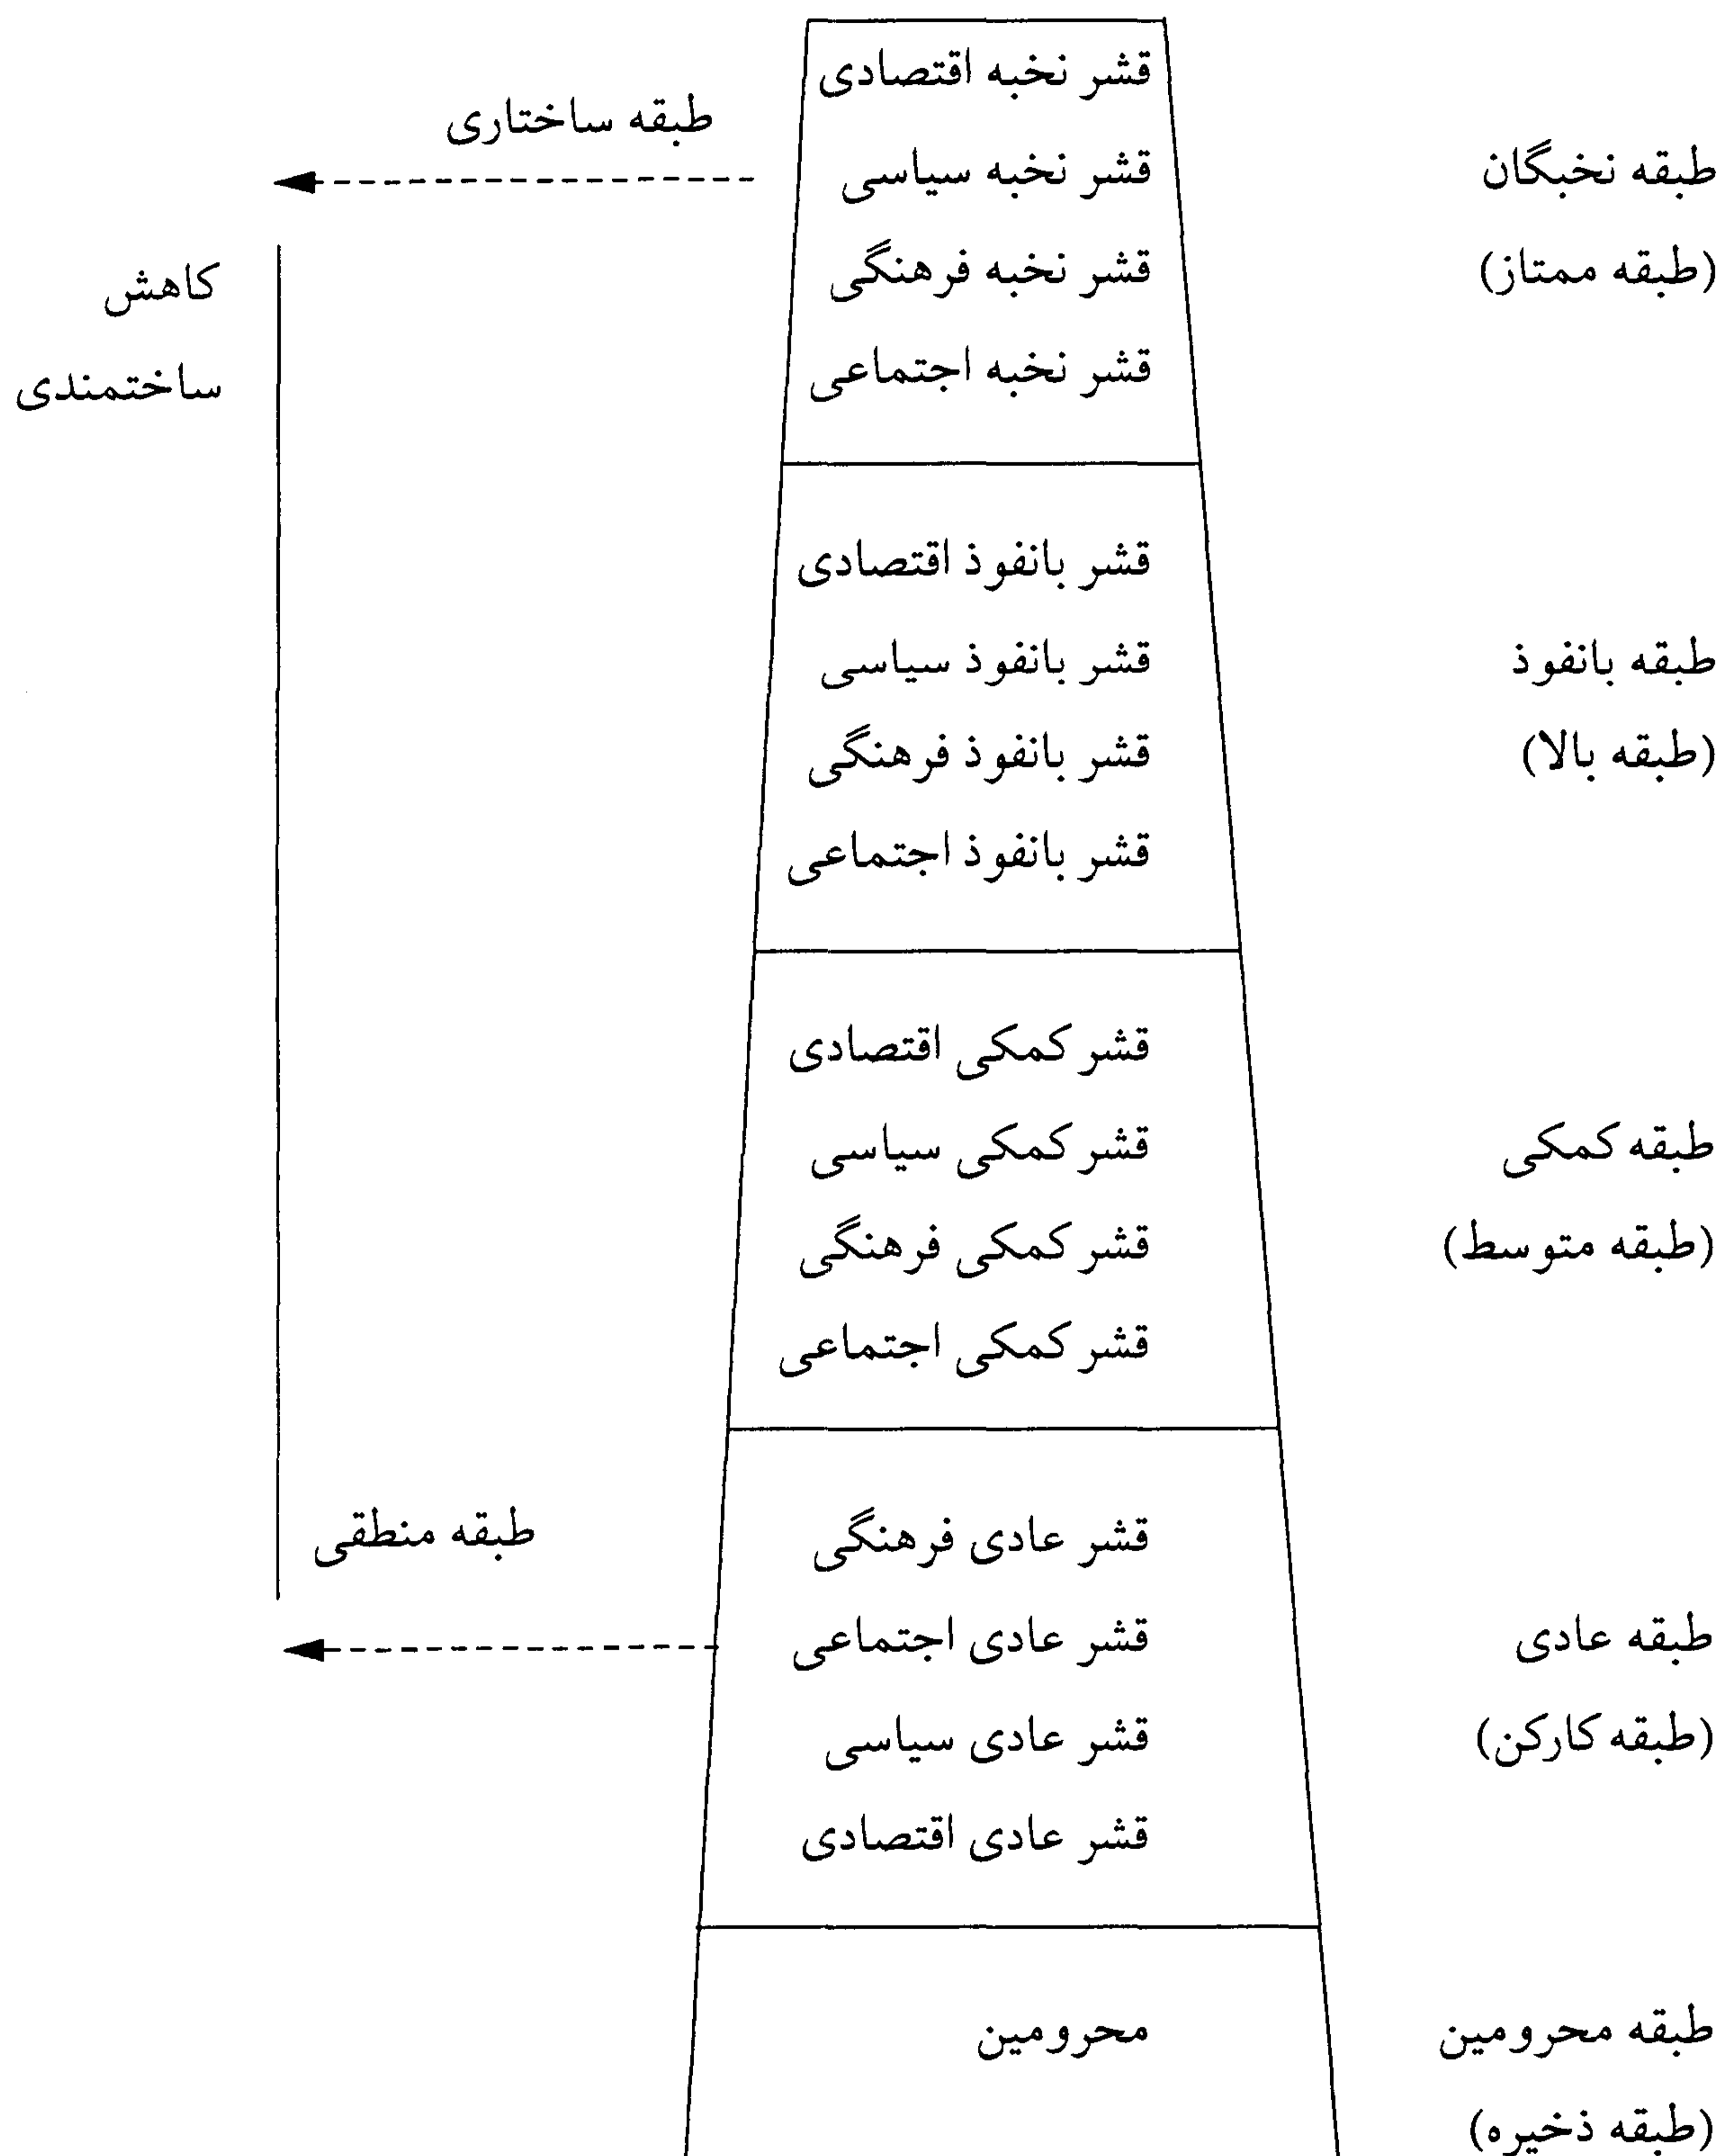 قشر نخبه اقتصادی
طبقه ساختاری
طبقه نخبگان
قشر نخبه سیاسی
(طبقه ممتاز)
قشر نخبه فرهنگی
کاهش
قشر نخبه اجتماعی
ساختمندی
قشر بانفوذ اقتصادی
طبقه بانفوذ
قشر بانفوذ سیاسی
(طبقه بالا)
قشر بانفوذ فرهنگی
قشر بانفوذ اجتماعی
قشر کمکی اقتصادی
طبقه کمکی
قشر کمکی سیاسی
(طبقه متوسط)
قشر کمکی فرهنگی
قشر کمکی اجتماعی
قشر عادی فرهنگی
طبقه منطقی
طبقه عادی
قشر عادی اجتماعی
(طبقه کارکن)
قشر عادی سیاسی
قشر عادی اقتصادی
طبقه محرومین
محرومین
(طبقه ذخیره)